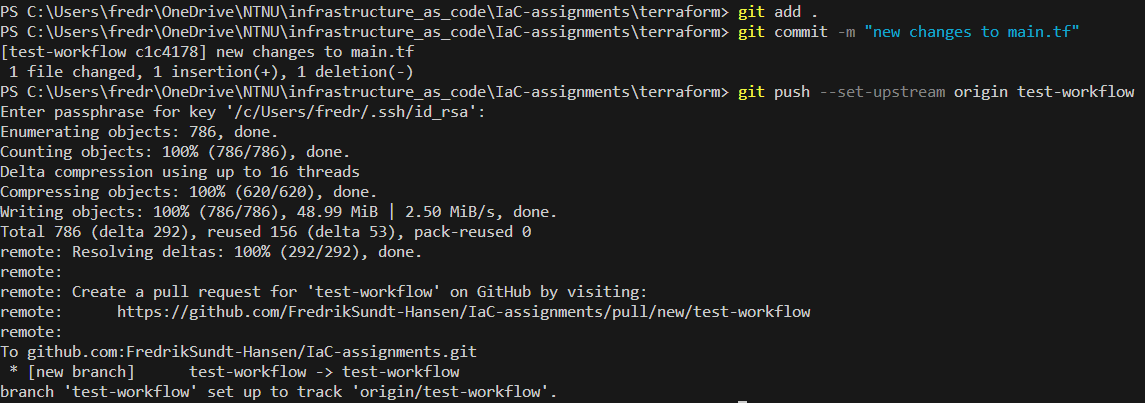 PS C:\Users\fredr\OneDrive\NTNU\infrastructure_as_code\IaC-assignments\terraform> git add .
PS C:\Users\fredr\OneDrive\NTNU\infrastructure_as_code\IaC-assignments\terraform> git commit -m "new changes to main.tf"
[test-workflow c1c4178] new changes to main.tf
 1 file changed, 1 insertion(+), 1 deletion(-)
PS C:\Users\fredr\OneDrive\NTNU\infrastructure_as_code\IaC-assignments\terraform> git push --set-upstream origin test-workflow
Enter passphrase for key '/c/Users/fredr/.ssh/id_rsa':
Enumerating objects: 786, done.
Counting objects: 100% (786/786), done.
Delta compression using up to 16 threads
Compressing objects: 100% (620/620), done.
Writing objects: 100% (786/786), 48.99 MiB | 2.50 MiB/s, done.
Total 786 (delta 292), reused 156 (delta 53), pack-reused 0
remote: Resolving deltas: 100% (292/292), done.
remote:
remote: Create a pull request for 'test-workflow' on GitHub by visiting:
remote:      https://github.com/FredrikSundt-Hansen/IaC-assignments/pull/new/test-workflow
remote:
To github.com:FredrikSundt-Hansen/IaC-assignments.git
 * [new branch]      test-workflow -> test-workflow
branch 'test-workflow' set up to track 'origin/test-workflow'.